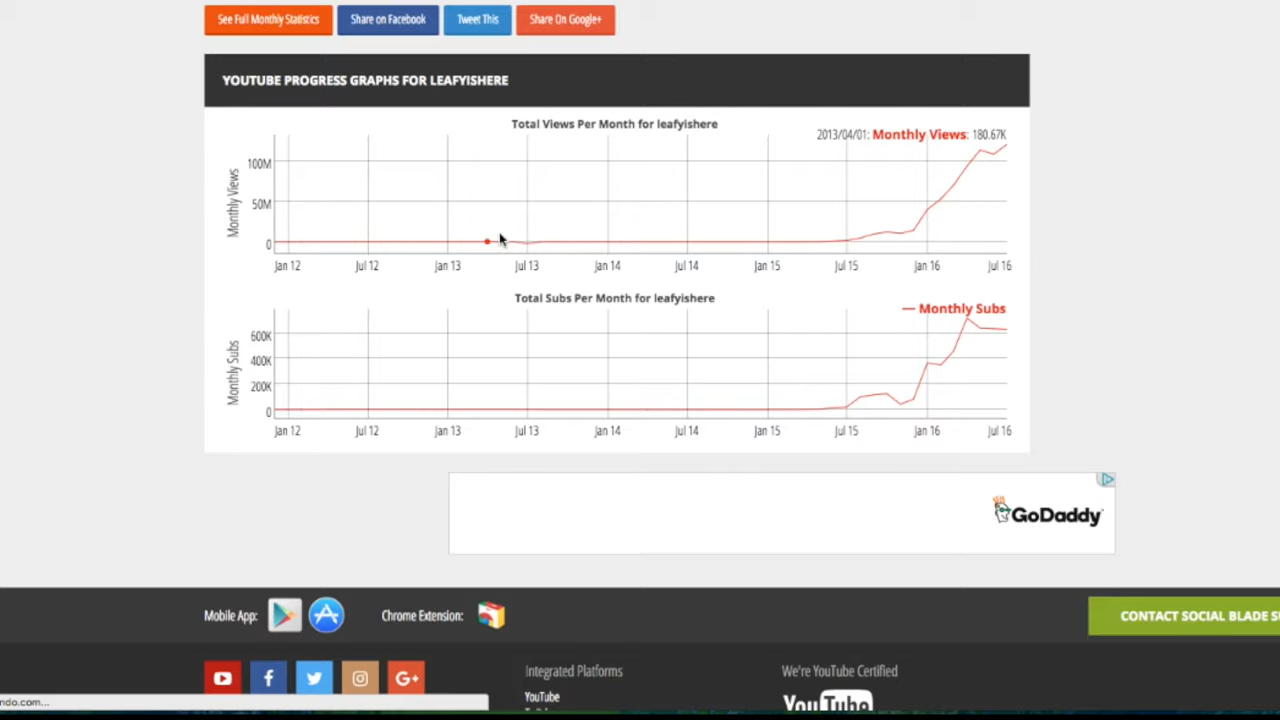 See Full Monthly Statistics Share on Facebook Tweet This Share On Google+
YOUTUBE PROGRESS GRAPHS FOR LEAFYISHERE
Total Views Per Month for leafyishere
2013/04/01: Monthly Views: 180.67K
Monthly Views
100M
50M
0
Jan 12 Jul 12 Jan 13 Jul 13 Jan 14 Jul 14 Jan 15 Jul 15 Jan 16 Jul 16
Total Subs Per Month for leafyishere
Monthly Subs
Monthly Subs
600K
400K
200K
0
Jan 12 Jul 12 Jan 13 Jul 13 Jan 14 Jul 14 Jan 15 Jul 15 Jan 16 Jul 16
GoDaddy
Mobile App: Chrome Extension: CONTACT SOCIAL BLADE S
Integrated Platforms We're YouTube Certified
YouTube
YouTube
ndo.com...